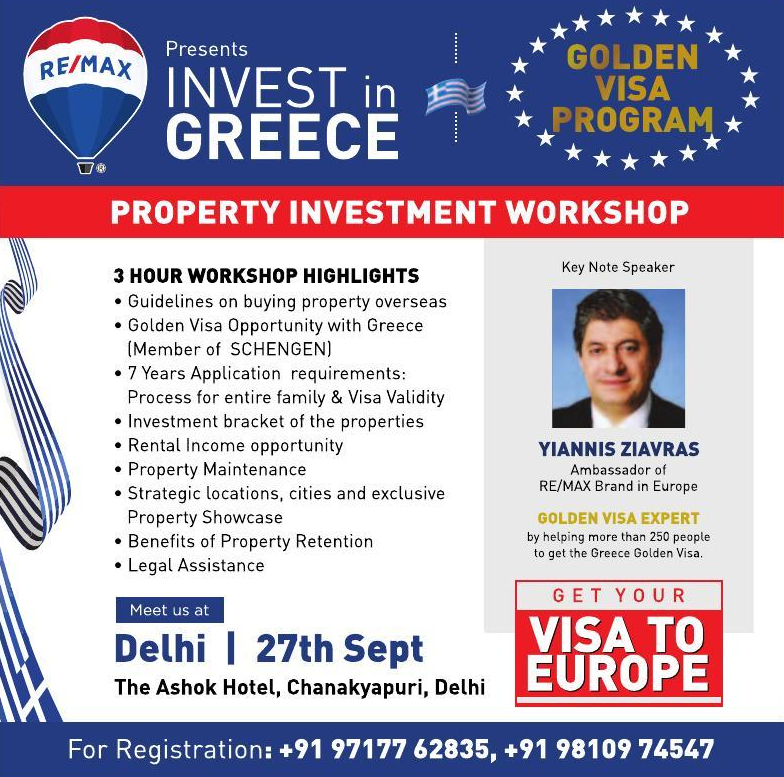 RE/MAX
®
Presents
INVEST in
GREECE
GOLDEN
VISA
PROGRAM
PROPERTY INVESTMENT WORKSHOP
3 HOUR WORKSHOP HIGHLIGHTS
• Guidelines on buying property overseas
• Golden Visa Opportunity with Greece
(Member of SCHENGEN)
• 7 Years Application requirements:
Process for entire family & Visa Validity
• Investment bracket of the properties
• Rental Income opportunity
• Property Maintenance
• Strategic locations, cities and exclusive
Property Showcase
• Benefits of Property Retention
• Legal Assistance
Key Note Speaker
YIANNIS ZIAVRAS
Ambassador of
RE/MAX Brand in Europe
GOLDEN VISA EXPERT
by helping more than 250 people
to get the Greece Golden Visa.
GET YOUR
VISA TO
EUROPE
Meet us at
Delhi | 27th Sept
The Ashok Hotel, Chanakyapuri, Delhi
For Registration: +91 97177 62835, +91 98109 74547